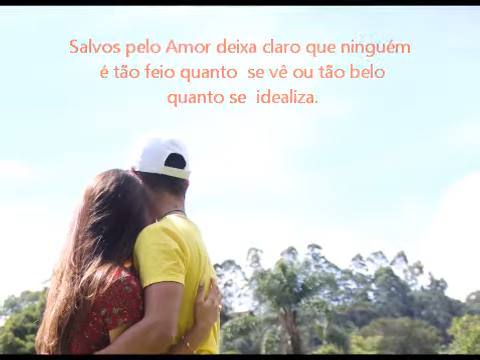 Salvos pelo Amor deixa claro que ninguém
é tão feio quanto se vê ou tão belo
quanto se idealiza.